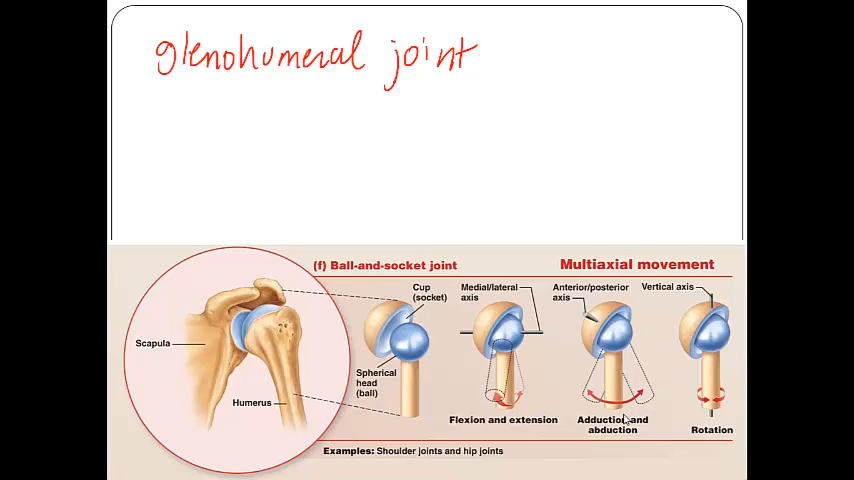 glenohumeral joint
(f) Ball-and-socket joint
Multiaxial movement
Cup
(socket)
Medial/lateral
axis
Anterior/posterior
axis
Vertical axis
Scapula
Spherical
head
(ball)
Humerus
Flexion and extension
Adduction and
abduction
Rotation
Examples: Shoulder joints and hip joints